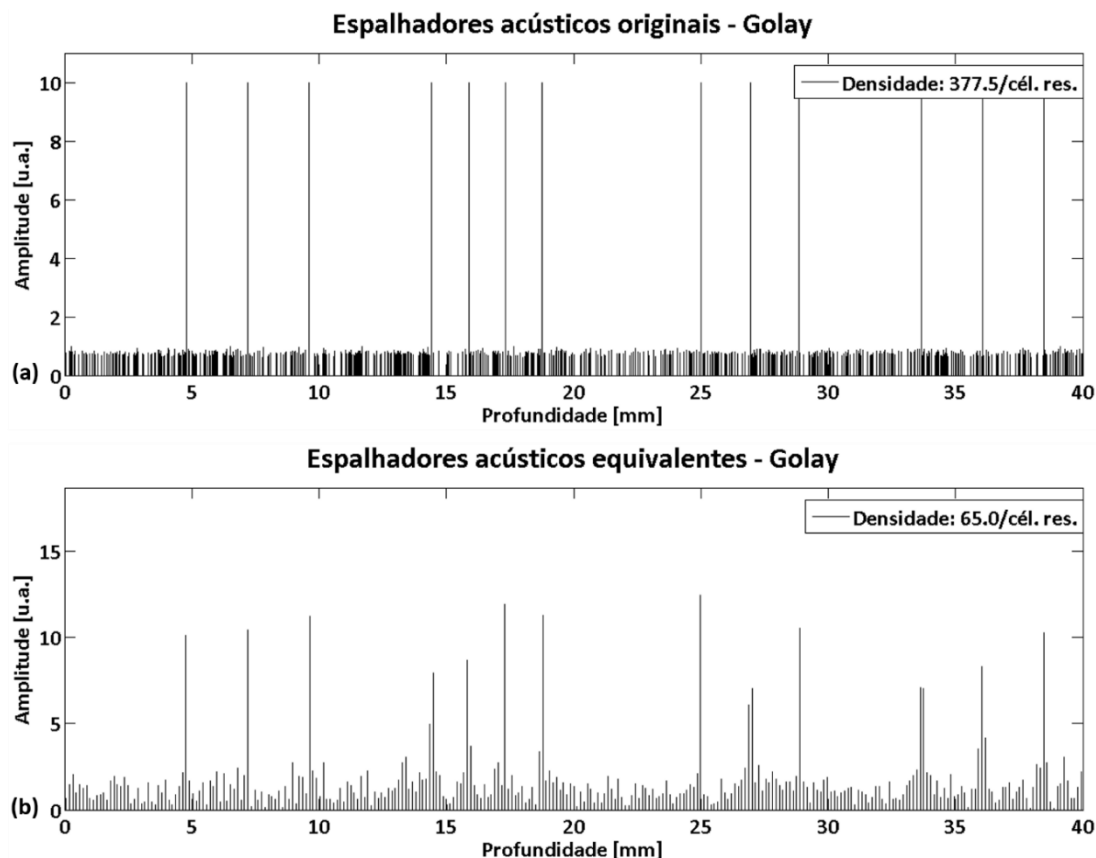 Espalhadores acústicos originais - Golay
Densidade: 377.5/cél. res.
Amplitude [u.a.]
10
8
6
4
2
0
(a)
0 5 10 15 20 25 30 35 40
Profundidade [mm]
Espalhadores acústicos equivalentes - Golay
Densidade: 65.0/cél. res.
Amplitude [u.a.]
15
10
5
0
(b)
0 5 10 15 20 25 30 35 40
Profundidade [mm]